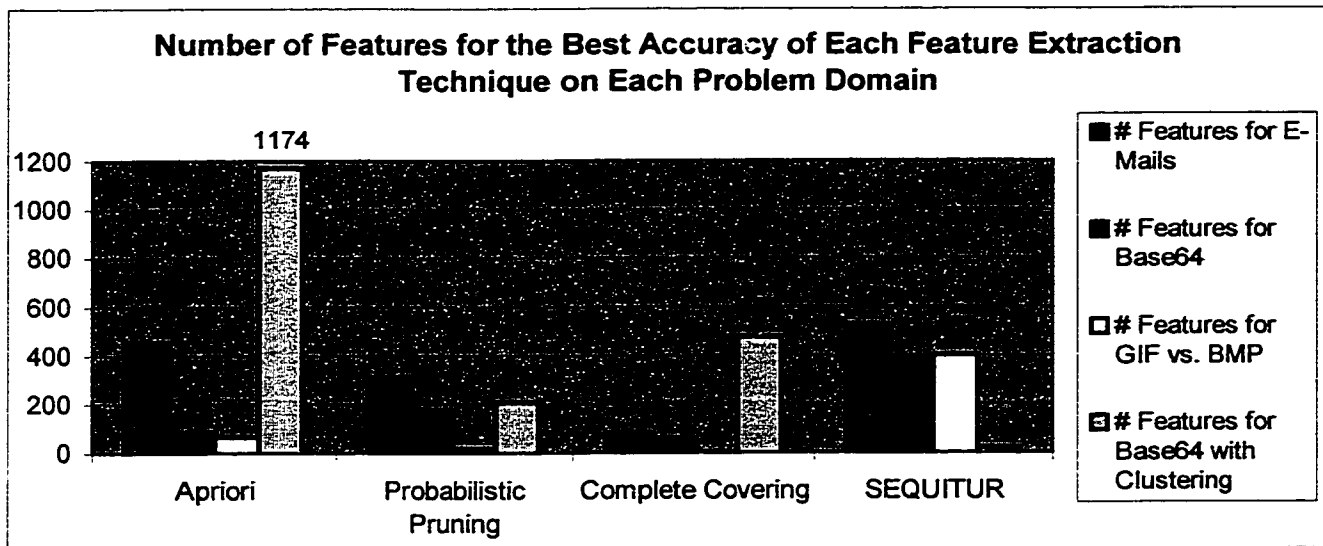 Number of Features for the Best Accuracy of Each Feature Extraction
Technique on Each Problem Domain
1174
1200
1000
800
600
400
200
0
Apriori
Probabilistic
Pruning
Complete Covering
SEQUITUR
# Features for E-
Mails
# Features for
Base64
# Features for
GIF vs. BMP
# Features for
Base64 with
Clustering